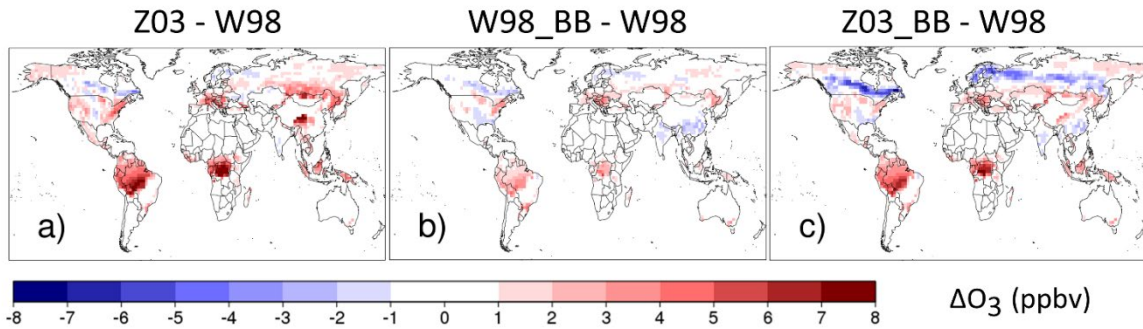 Z03 - W98
W98_BB - W98
Z03_BB - W98
a)
b)
c)
-8 -7 -6 -5 -4 -3 -2 -1 0 1 2 3 4 5 6 7 8
ΔO₃ (ppbv)